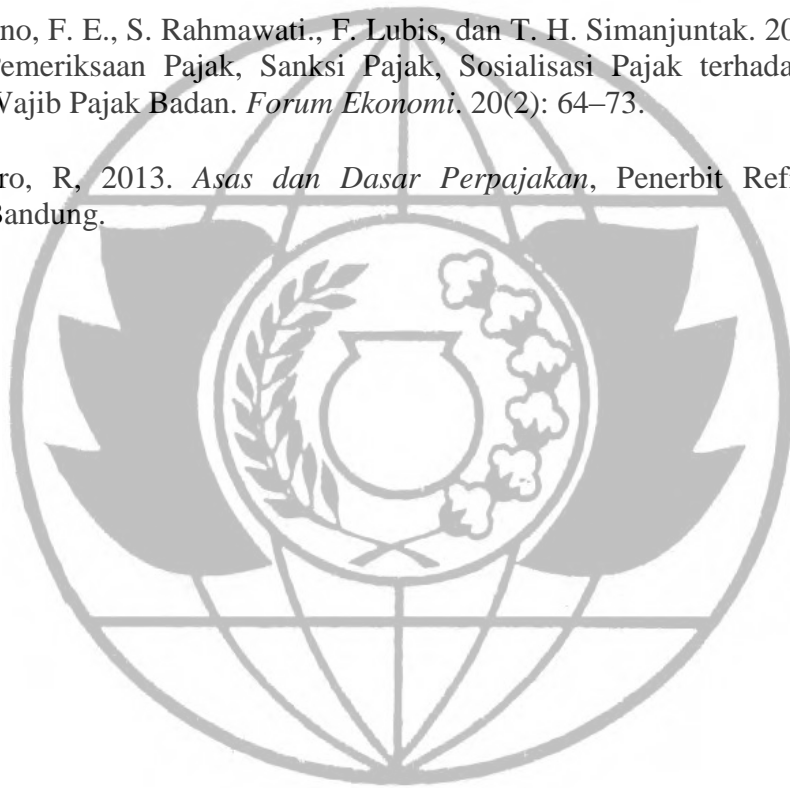 no, F. E., S. Rahmawati., F. Lubis, dan T. H. Simanjuntak. 20
emeriksaan Pajak, Sanksi Pajak, Sosialisasi Pajak terhada
Wajib Pajak Badan. Forum Ekonomi. 20(2): 64–73.
ro, R, 2013. Asas dan Dasar Perpajakan, Penerbit Ref
Bandung.